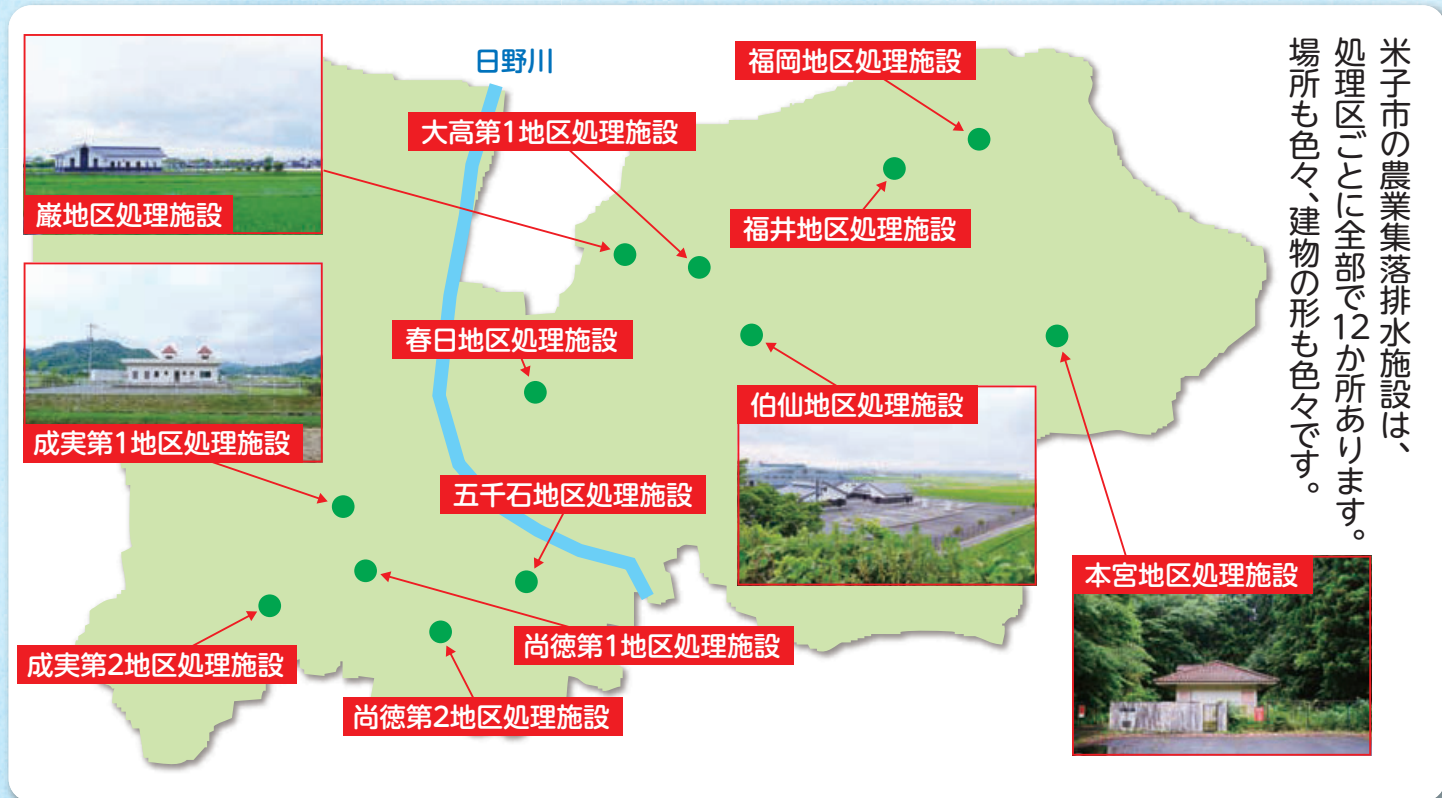 米子市の農業集落排水施設は、
処理区ごとに全部で12か所あります。
場所も色々、建物の形も色々です。
日野川
福岡地区処理施設
大高第1地区処理施設
巌地区処理施設
福井地区処理施設
春日地区処理施設
伯仙地区処理施設
成実第1地区処理施設
五千石地区処理施設
本宮地区処理施設
尚徳第1地区処理施設
成実第2地区処理施設
尚徳第2地区処理施設